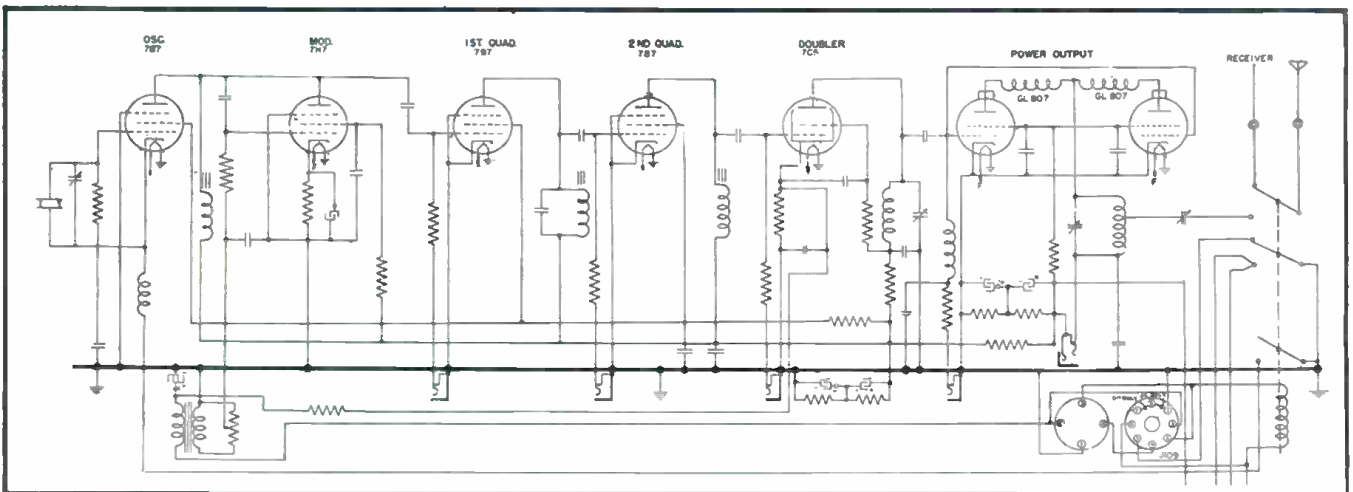 OSC.
7B7
MOD.
7H7
1ST QUAD.
7B7
2ND QUAD.
7B7
DOUBLER
7C5
POWER OUTPUT
GL 807
GL 807
RECEIVER
J109